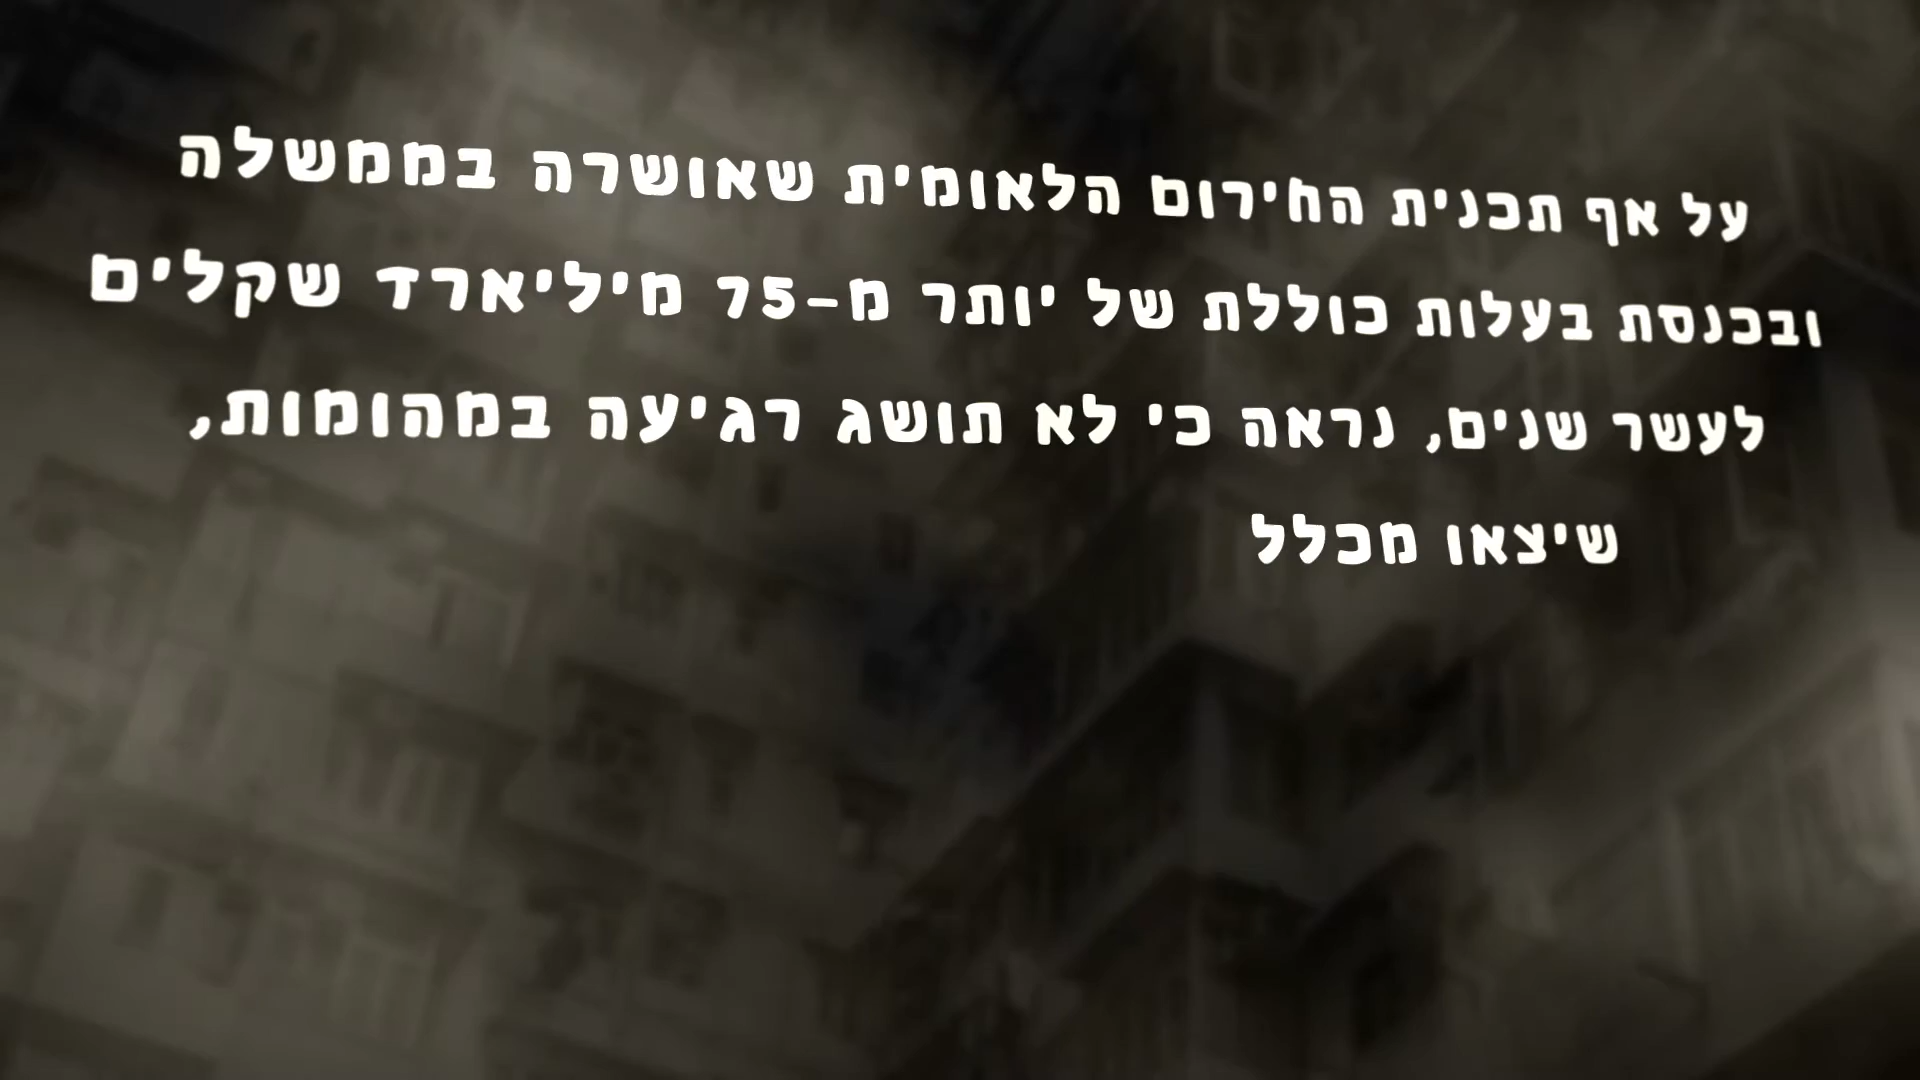 על אף תכנית החירום הלאומית שאושרה בממשלה
ובכנסת בעלות כוללת של יותר מ-75 מיליארד שקלים
לעשר שנים, נראה כי לא תושג רגיעה במהומות,
שיצאו מכלל